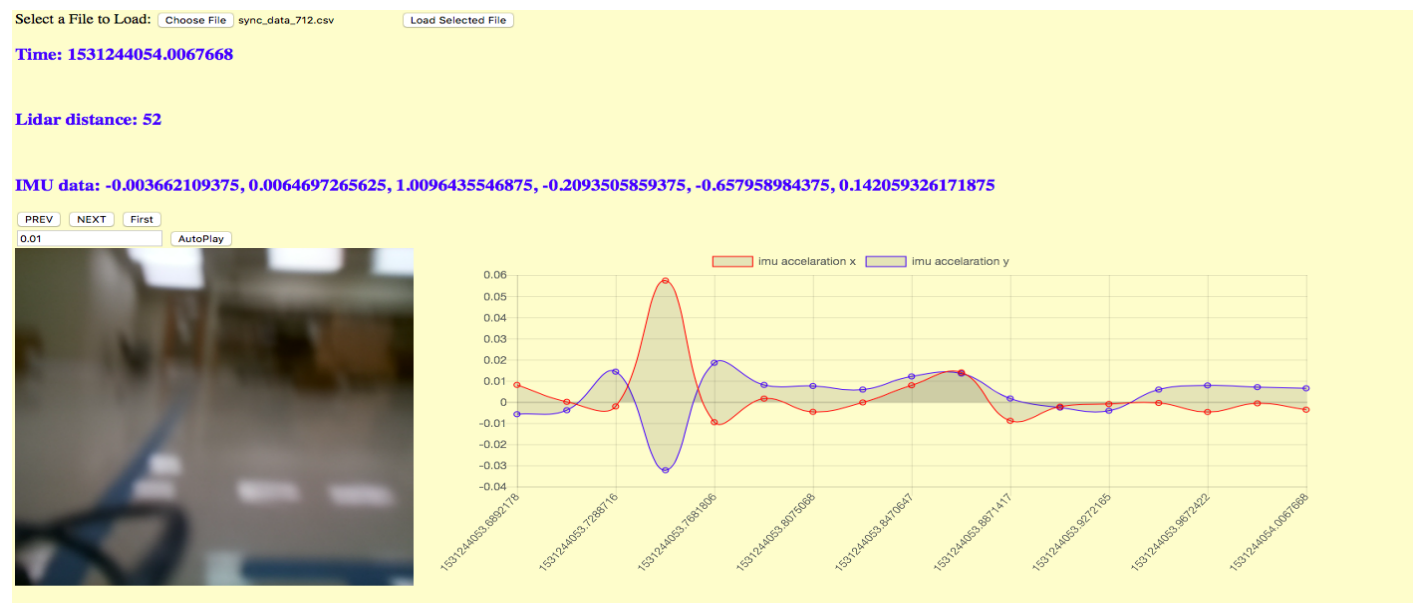 Select a File to Load: Choose File sync_data_712.csv Load Selected File
Time: 1531244054.0067668
Lidar distance: 52
IMU data: -0.003662109375, 0.0064697265625, 1.0096435546875, -0.2093505859375, -0.657958984375, 0.142059326171875
PREV NEXT First
0.01 AutoPlay
imu accelaration x imu accelaration y
0.06
0.05
0.04
0.03
0.02
0.01
0
-0.01
-0.02
-0.03
-0.04
1531244053.6892178
1531244053.7288716
1531244053.7681806
1531244053.8075068
1531244053.8470647
1531244053.8871417
1531244053.9272165
1531244053.9672422
1531244054.0067668